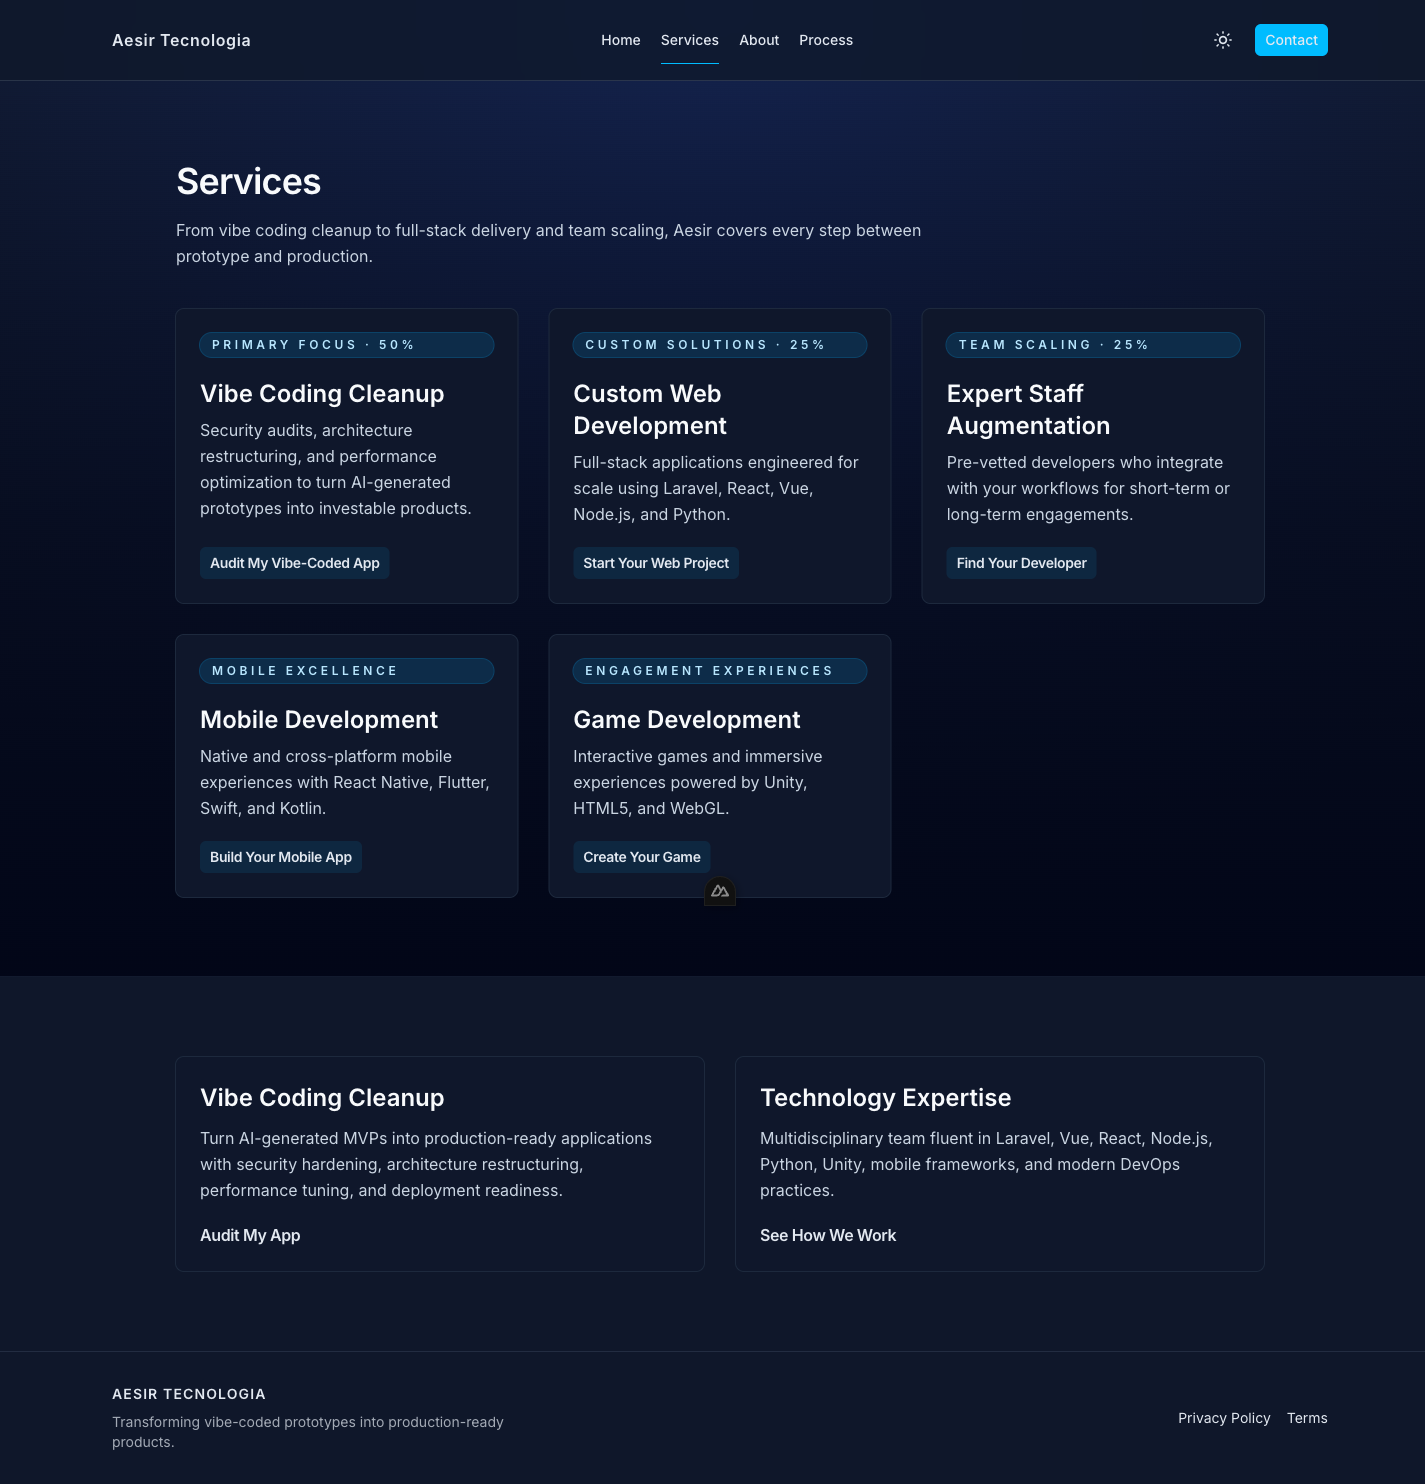 Aesir Tecnologia
Home Services About Process
Contact
Services
From vibe coding cleanup to full-stack delivery and team scaling, Aesir covers every step between
prototype and production.
PRIMARY FOCUS · 50%
Vibe Coding Cleanup
Security audits, architecture
restructuring, and performance
optimization to turn AI-generated
prototypes into investable products.
Audit My Vibe-Coded App
CUSTOM SOLUTIONS · 25%
Custom Web
Development
Full-stack applications engineered for
scale using Laravel, React, Vue,
Node.js, and Python.
Start Your Web Project
TEAM SCALING · 25%
Expert Staff
Augmentation
Pre-vetted developers who integrate
with your workflows for short-term or
long-term engagements.
Find Your Developer
MOBILE EXCELLENCE
Mobile Development
Native and cross-platform mobile
experiences with React Native, Flutter,
Swift, and Kotlin.
Build Your Mobile App
ENGAGEMENT EXPERIENCES
Game Development
Interactive games and immersive
experiences powered by Unity,
HTML5, and WebGL.
Create Your Game
Vibe Coding Cleanup
Turn AI-generated MVPs into production-ready applications
with security hardening, architecture restructuring,
performance tuning, and deployment readiness.
Audit My App
Technology Expertise
Multidisciplinary team fluent in Laravel, Vue, React, Node.js,
Python, Unity, mobile frameworks, and modern DevOps
practices.
See How We Work
AESIR TECNOLOGIA
Transforming vibe-coded prototypes into production-ready
products.
Privacy Policy Terms